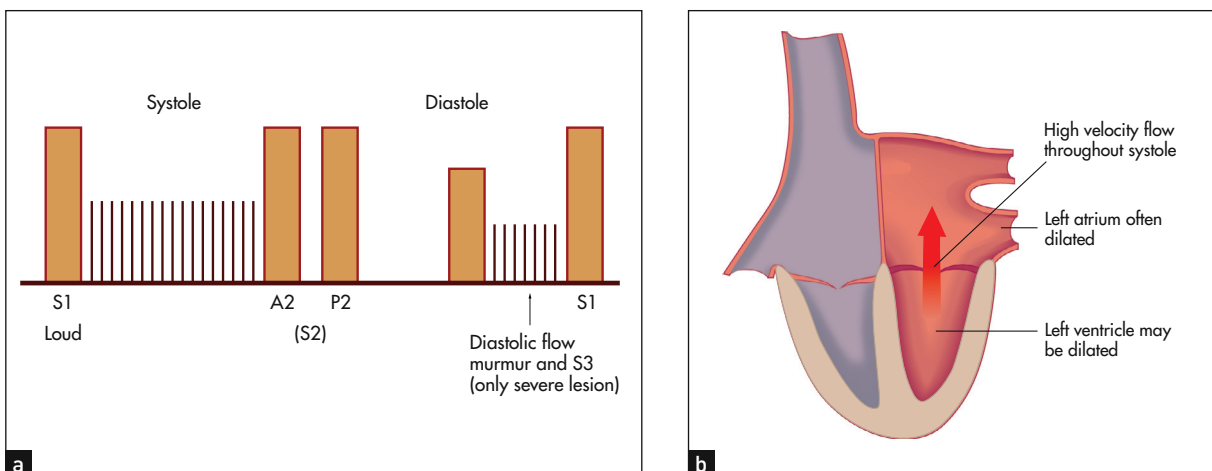 Systole
Diastole
S1
A2
P2
S1
Loud
(S2)
Diastolic flow
murmur and S3
(only severe lesion)
a
High velocity flow
throughout systole
Left atrium often
dilated
Left ventricle may
be dilated
b